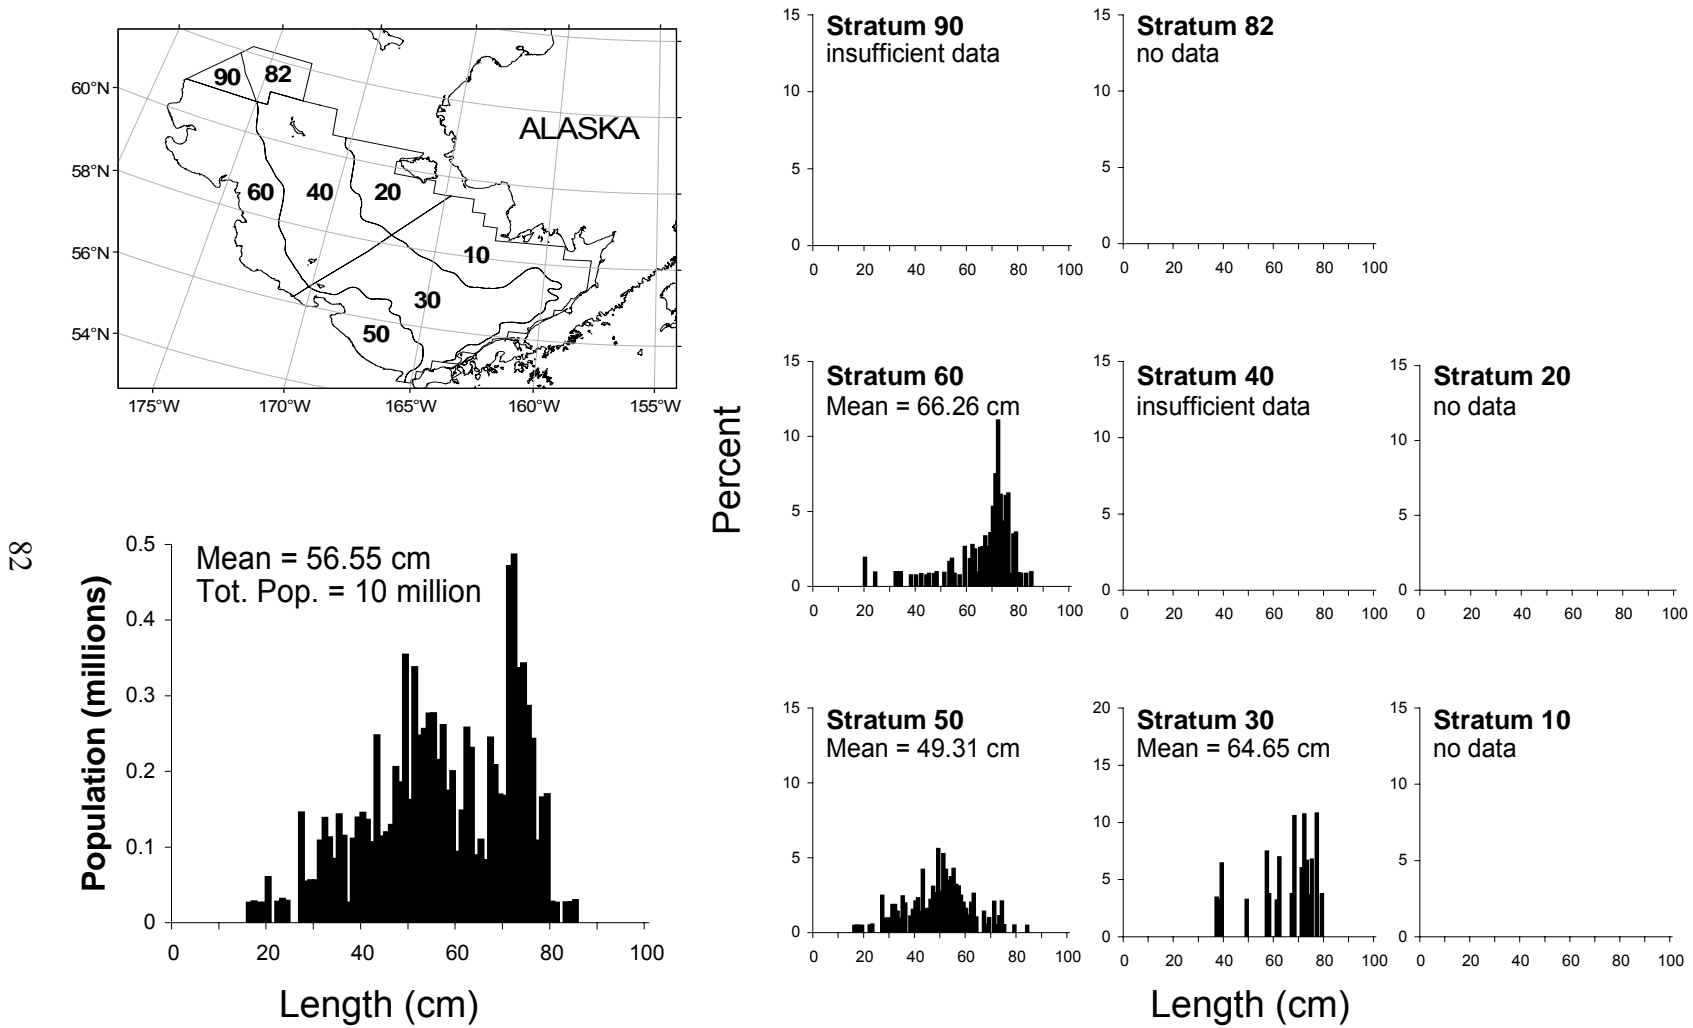 90
82
ALASKA
60
40
20
10
30
50
60°N
58°N
56°N
54°N
175°W
170°W
165°W
160°W
155°W
82
Mean = 56.55 cm
Tot. Pop. = 10 million
Population (millions)
0.5
0.4
0.3
0.2
0.1
0
0 20 40 60 80 100
Length (cm)
Percent
Stratum 90
insufficient data
15
10
5
0
0 20 40 60 80 100
Stratum 82
no data
15
10
5
0
0 20 40 60 80 100
Stratum 60
Mean = 66.26 cm
15
10
5
0
0 20 40 60 80 100
Stratum 40
insufficient data
15
10
5
0
0 20 40 60 80 100
Stratum 20
no data
15
10
5
0
0 20 40 60 80 100
Stratum 50
Mean = 49.31 cm
15
10
5
0
0 20 40 60 80 100
Stratum 30
Mean = 64.65 cm
20
15
10
5
0
0 20 40 60 80 100
Stratum 10
no data
15
10
5
0
0 20 40 60 80 100
Length (cm)